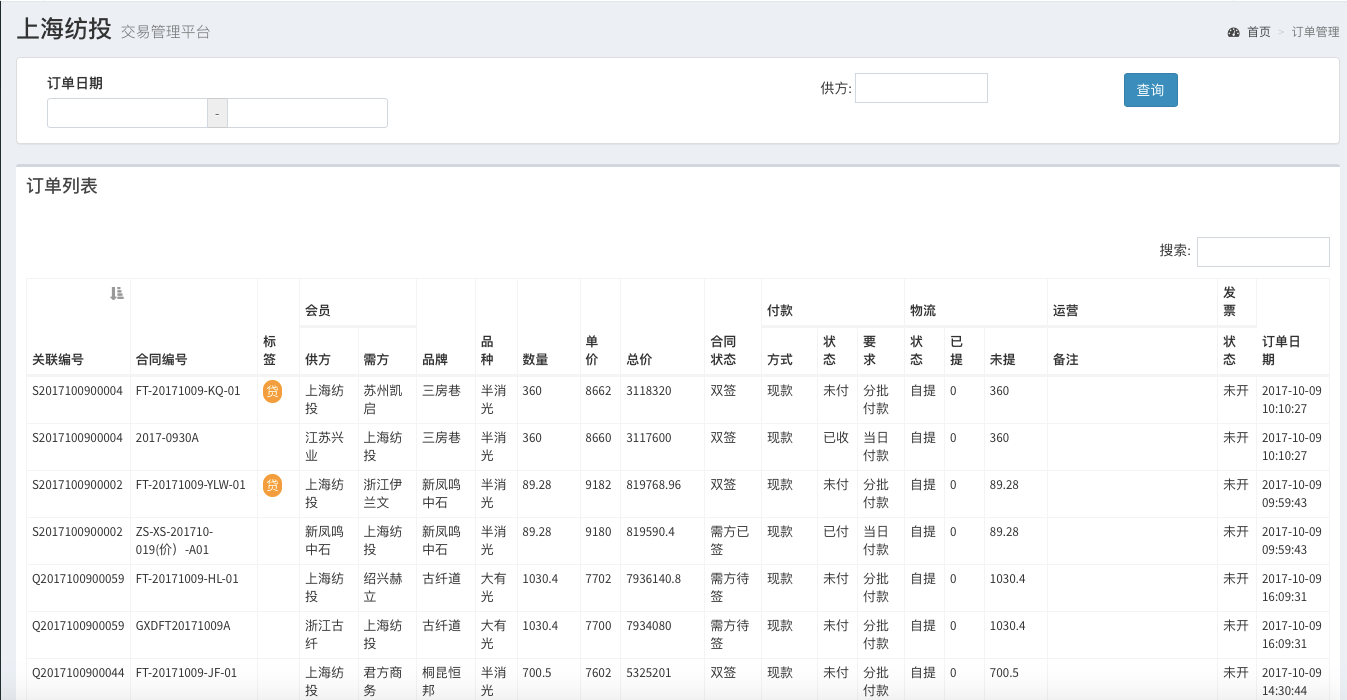 上海纺投 交易管理平台
首页 > 订单管理
订单日期
-
供方:
查询
订单列表
搜索:
会员 付款 物流 运营 发票
关联编号 合同编号 标签 供方 需方 品牌 品种 数量 单价 总价 合同状态 方式 状态 要求 状态 已提 未提 备注 状态 订单日期
S2017100900004 FT-20171009-KQ-01 贷 上海纺投 苏州凯启 三房巷 半消光 360 8662 3118320 双签 现款 未付 分批付款 自提 0 360 未开 2017-10-09 10:10:27
S2017100900004 2017-0930A 江苏兴业 上海纺投 三房巷 半消光 360 8660 3117600 双签 现款 已收 当日付款 自提 0 360 未开 2017-10-09 10:10:27
S2017100900002 FT-20171009-YLW-01 贷 上海纺投 浙江伊兰文 新凤鸣中石 半消光 89.28 9182 819768.96 双签 现款 未付 分批付款 自提 0 89.28 未开 2017-10-09 09:59:43
S2017100900002 ZS-XS-201710-019(价）-A01 新凤鸣中石 上海纺投 新凤鸣中石 半消光 89.28 9180 819590.4 需方已签 现款 已付 当日付款 自提 0 89.28 未开 2017-10-09 09:59:43
Q2017100900059 FT-20171009-HL-01 上海纺投 绍兴赫立 古纤道 大有光 1030.4 7702 7936140.8 需方待签 现款 未付 分批付款 自提 0 1030.4 未开 2017-10-09 16:09:31
Q2017100900059 GXDFT20171009A 浙江古纤 上海纺投 古纤道 大有光 1030.4 7700 7934080 需方待签 现款 未付 分批付款 自提 0 1030.4 未开 2017-10-09 16:09:31
Q2017100900044 FT-20171009-JF-01 上海纺投 君方商务 桐昆恒邦 半消光 700.5 7602 5325201 双签 现款 未付 分批付款 自提 0 700.5 未开 2017-10-09 14:30:44